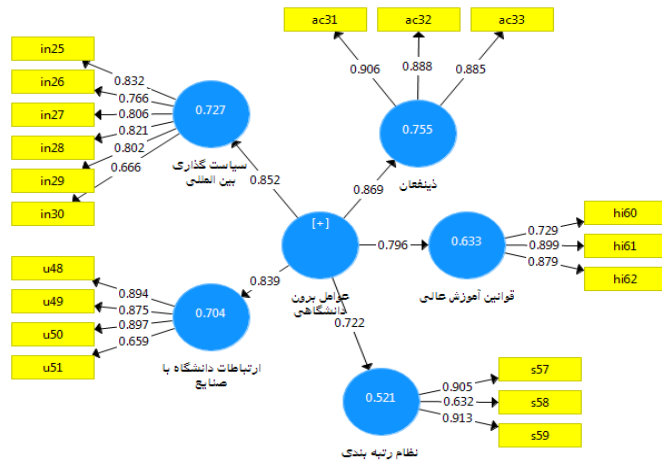 ac31
ac32
ac33
0.906
0.888
0.885
0.755
ذینفعان
in25
in26
in27
in28
in29
in30
0.832
0.766
0.806
0.821
0.802
0.666
0.727
سیاست گذاری
بین المللی
0.852
0.869
[+]
عوامل برون
دانشگاهی
0.796
0.633
قوانین آموزش عالی
0.729
0.899
0.879
hi60
hi61
hi62
u48
u49
u50
u51
0.894
0.875
0.897
0.659
0.704
ارتباطات دانشگاه با
صنایع
0.839
0.722
0.521
نظام رتبه بندی
0.905
0.632
0.913
s57
s58
s59